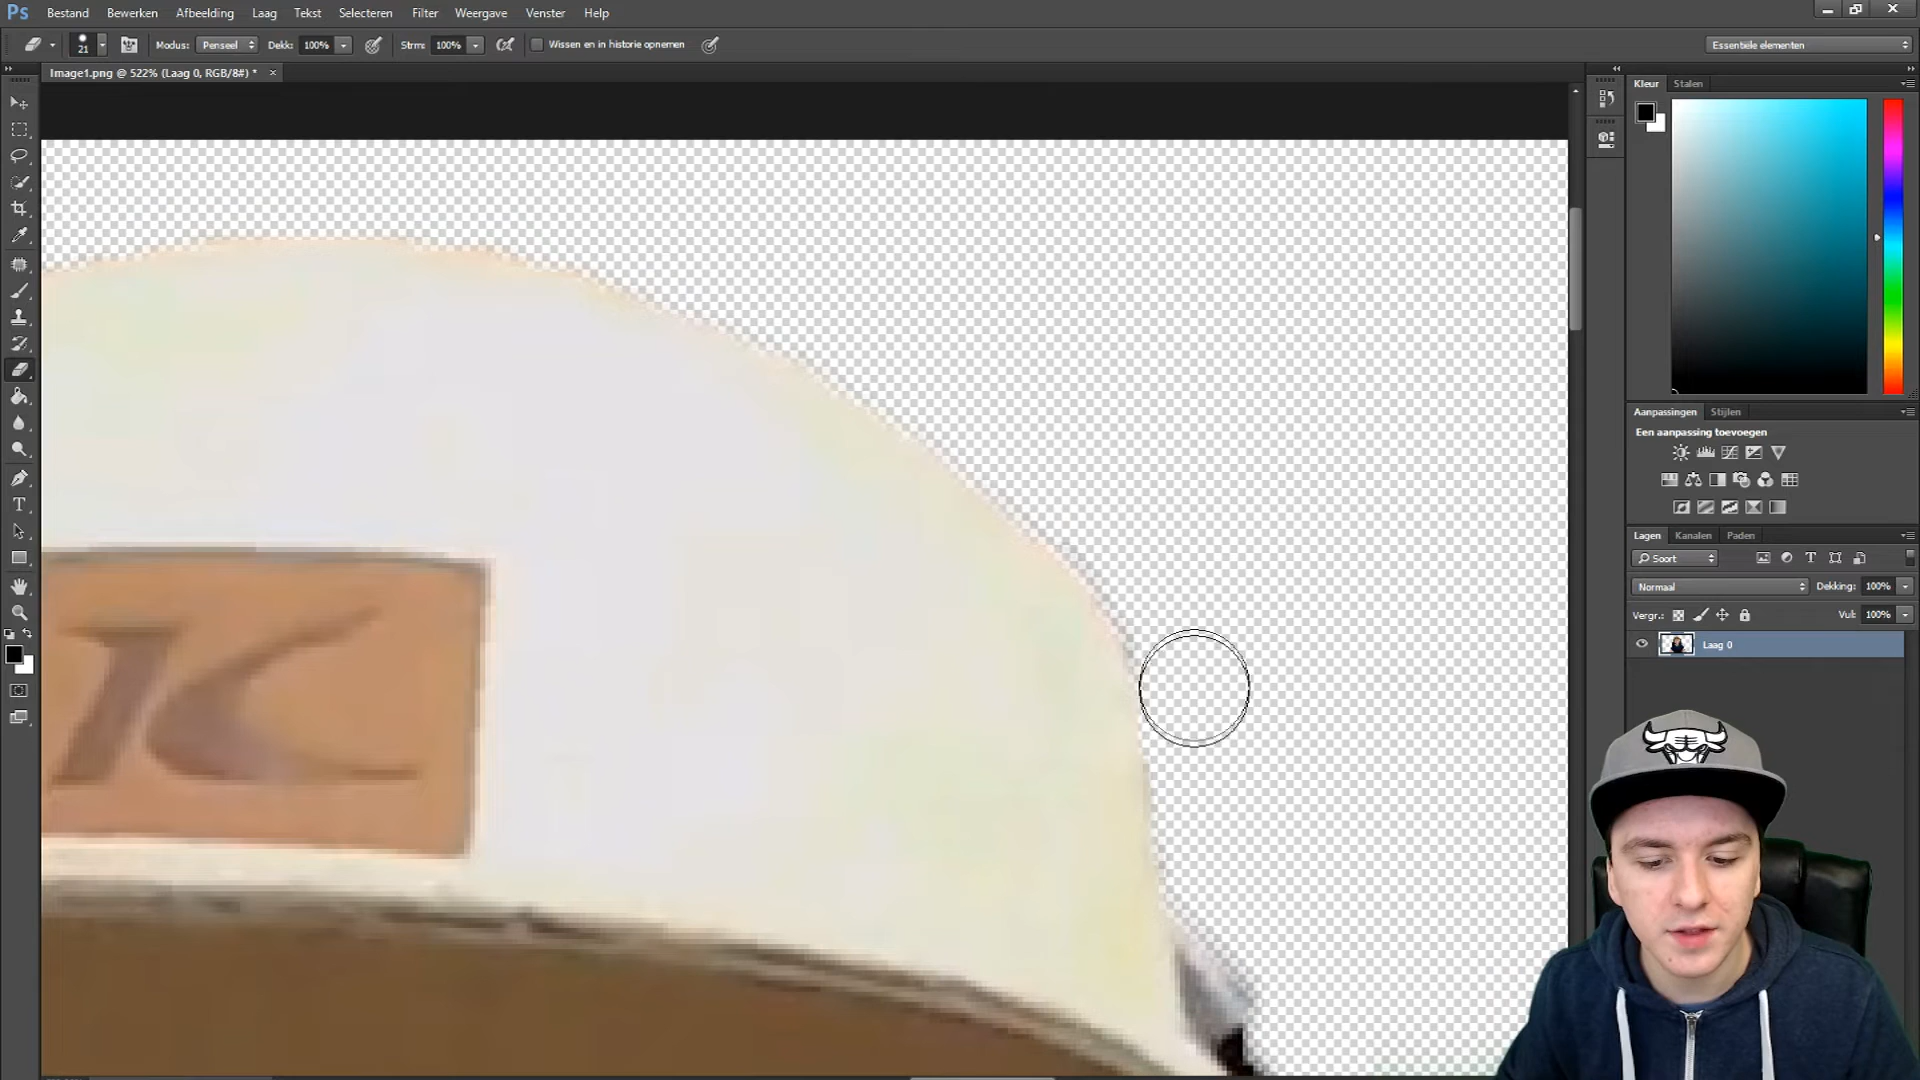 Ps Bestand Bewerken Afbeelding Laag Tekst Selecteren Filter Weergave Venster Help
21 Modus: Penseel Dekk: 100% Strm: 100% Wissen en in historie opnemen Essentiële elementen
Image1.png @ 522% (Laag 0, RGB/8#) * ×
Kleur Stalen
Aanpassingen Stijlen
Een aanpassing toevoegen
Lagen Kanalen Paden
Soort
Normaal Dekking: 100%
Vergr.: Vul: 100%
Laag 0
K